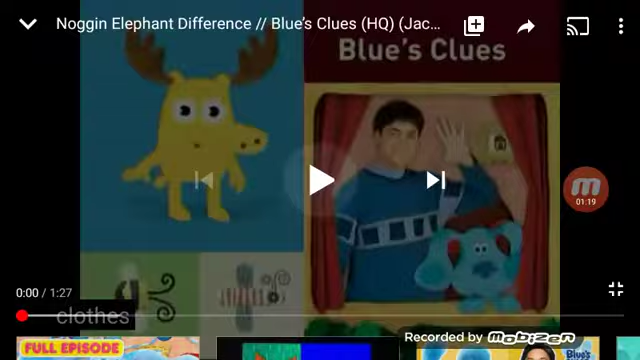 Noggin Elephant Difference // Blue's Clues (HQ) (Jac...
Blue's Clues
01:19
0:00 / 1:27
clothes
Recorded by MOBIZEN
FULL EPISODE
Blue's